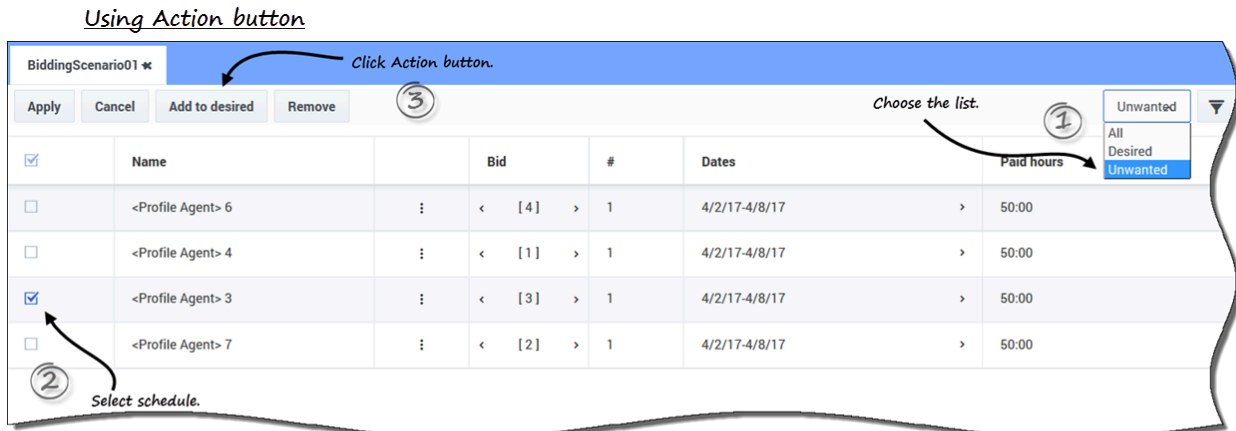 Using Action button
BiddingScenario01 ×
Click Action button.
Apply Cancel Add to desired Remove
3
Choose the list.
1
Unwanted
All
Desired
Unwanted
Name Bid # Dates Paid hours
<Profile Agent> 6 ⋮ ‹ [ 4 ] › 1 4/2/17-4/8/17 › 50:00
<Profile Agent> 4 ⋮ ‹ [ 1 ] › 1 4/2/17-4/8/17 › 50:00
<Profile Agent> 3 ⋮ ‹ [ 3 ] › 1 4/2/17-4/8/17 › 50:00
<Profile Agent> 7 ⋮ ‹ [ 2 ] › 1 4/2/17-4/8/17 › 50:00
2
Select schedule.